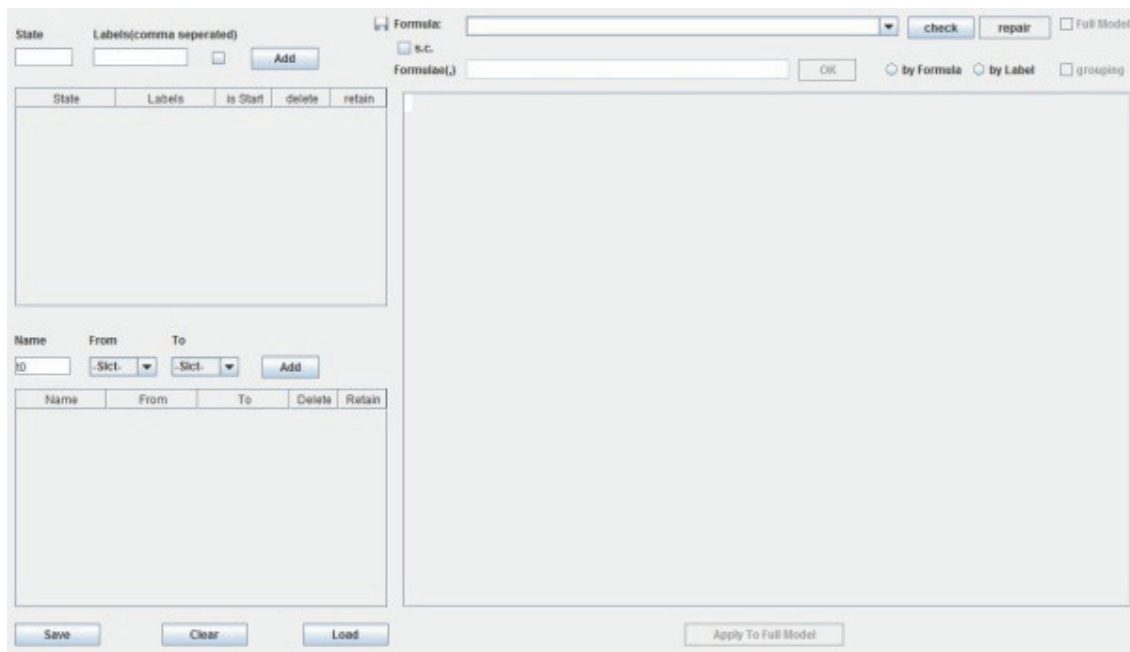 State Labels(comma seperated)
Add
State Labels is Start delete retain
Name From To
t0 -Slct- -Slct- Add
Name From To Delete Retain
Save Clear Load
Formula: check repair Full Model
s.c.
Formulae(,) OK by Formula by Label grouping
Apply To Full Model